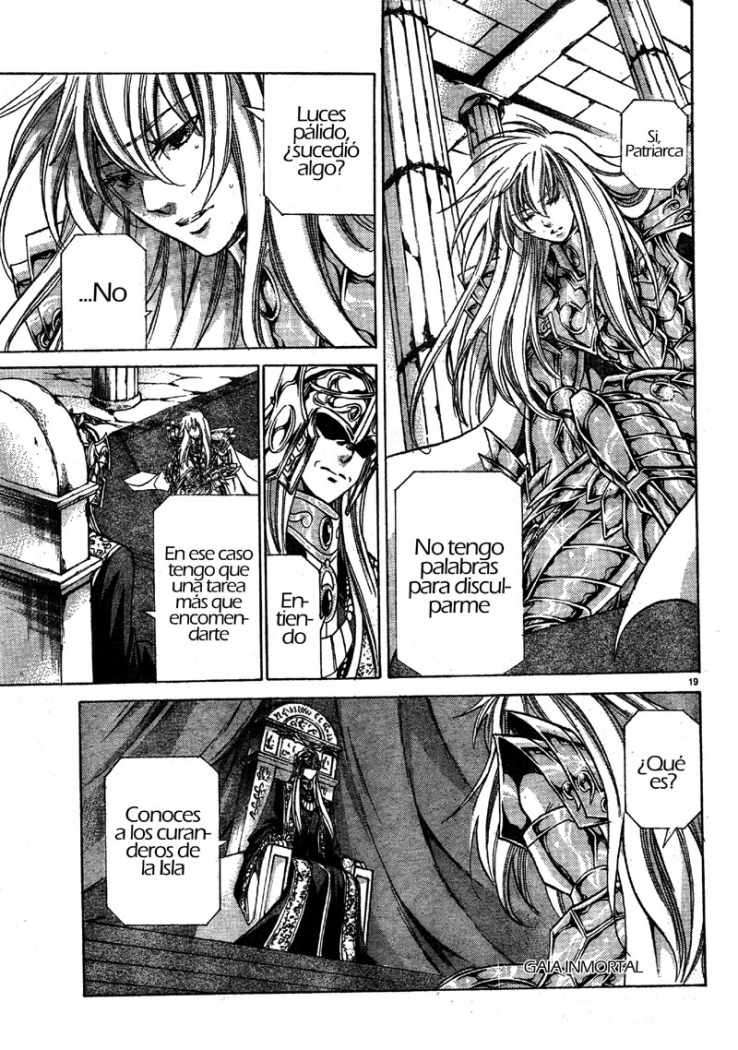 Si,
Patriarca
No tengo
palabras
para discul-
parme
Luces
pálido,
¿sucedió
algo?
...No
En-
tien-
do
En ese caso
tengo que
una tarea
más que
encomen-
darte
19
¿Qué
es?
Conoces
a los curan-
deros de
la Isla
GAIA INMORTAL